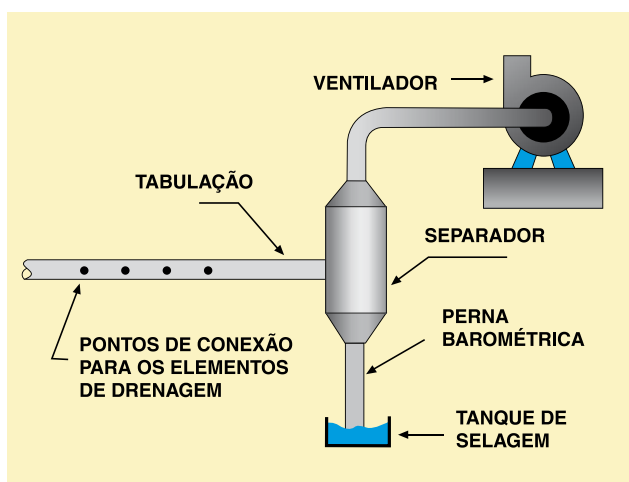 VENTILADOR
TABULAÇÃO
SEPARADOR
PERNA
BAROMÉTRICA
PONTOS DE CONEXÃO
PARA OS ELEMENTOS
DE DRENAGEM
TANQUE DE
SELAGEM